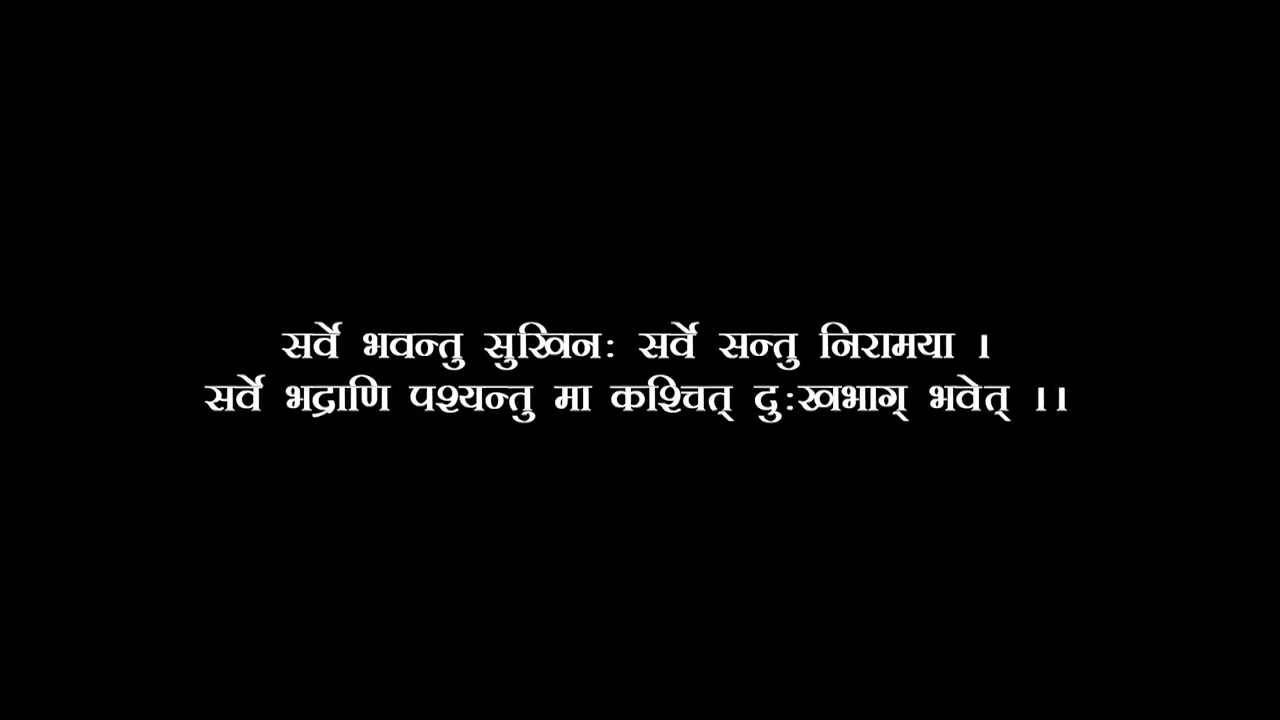 सर्वे भवन्तु सुखिनः सर्वे सन्तु निरामया ।
सर्वे भद्राणि पश्यन्तु मा कश्चित् दुःखभाग् भवेत् ।।